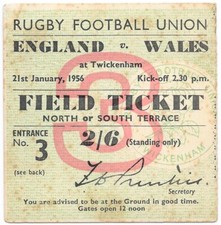 RUGBY FOOTBALL UNION
ENGLAND v. WALES
at Twickenham
21st January, 1956 Kick-off 2.30 p.m.
3
FIELD TICKET
NORTH OR SOUTH TERRACE
ENTRANCE
No. 3
(see back)
2/6 (Standing only)
Secretary
TWICKENHAM
You are advised to be at the Ground in good time.
Gates open 12 noon